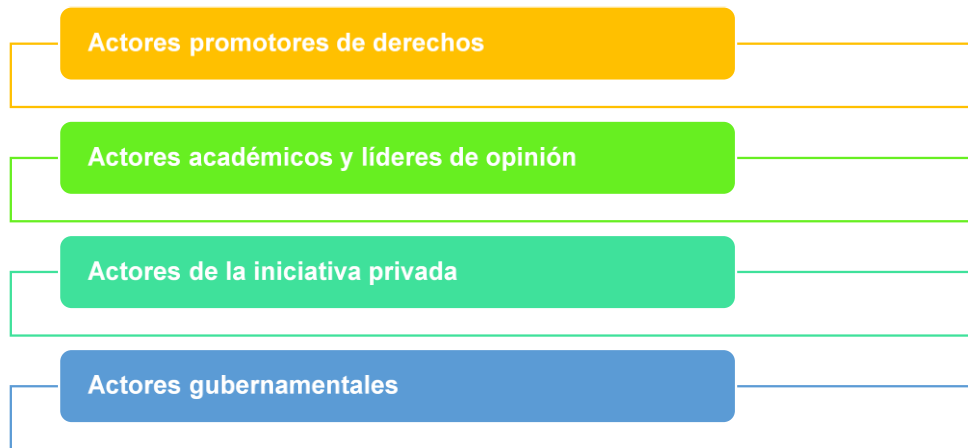 Actores promotores de derechos
Actores académicos y líderes de opinión
Actores de la iniciativa privada
Actores gubernamentales